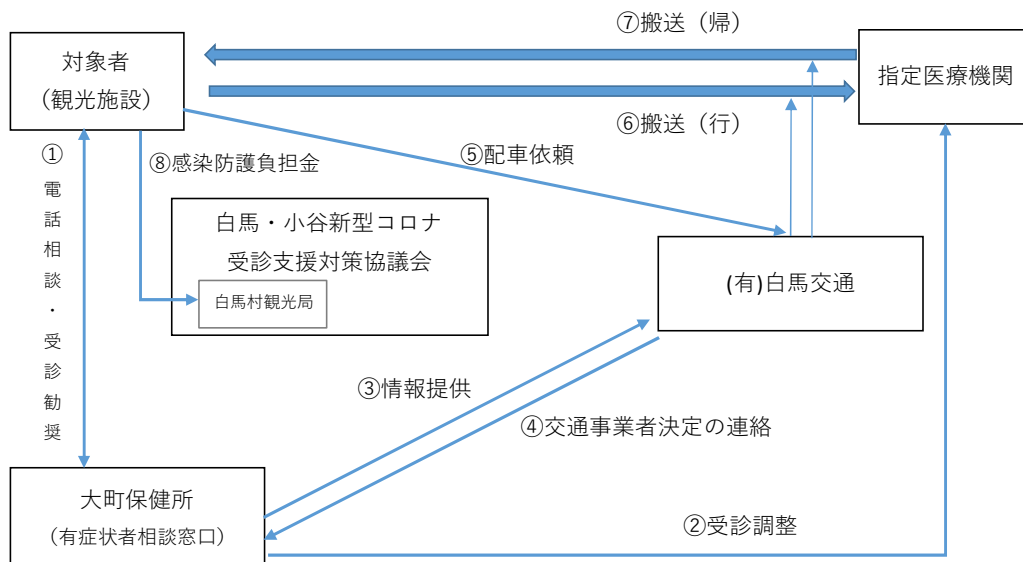 ⑦搬送（帰）
対象者
（観光施設）
指定医療機関
⑥搬送（行）
①
電話相談・受診勧奨
⑧感染防護負担金
⑤配車依頼
白馬・小谷新型コロナ
受診支援対策協議会
白馬村観光局
(有)白馬交通
③情報提供
④交通事業者決定の連絡
大町保健所
（有症状者相談窓口）
②受診調整